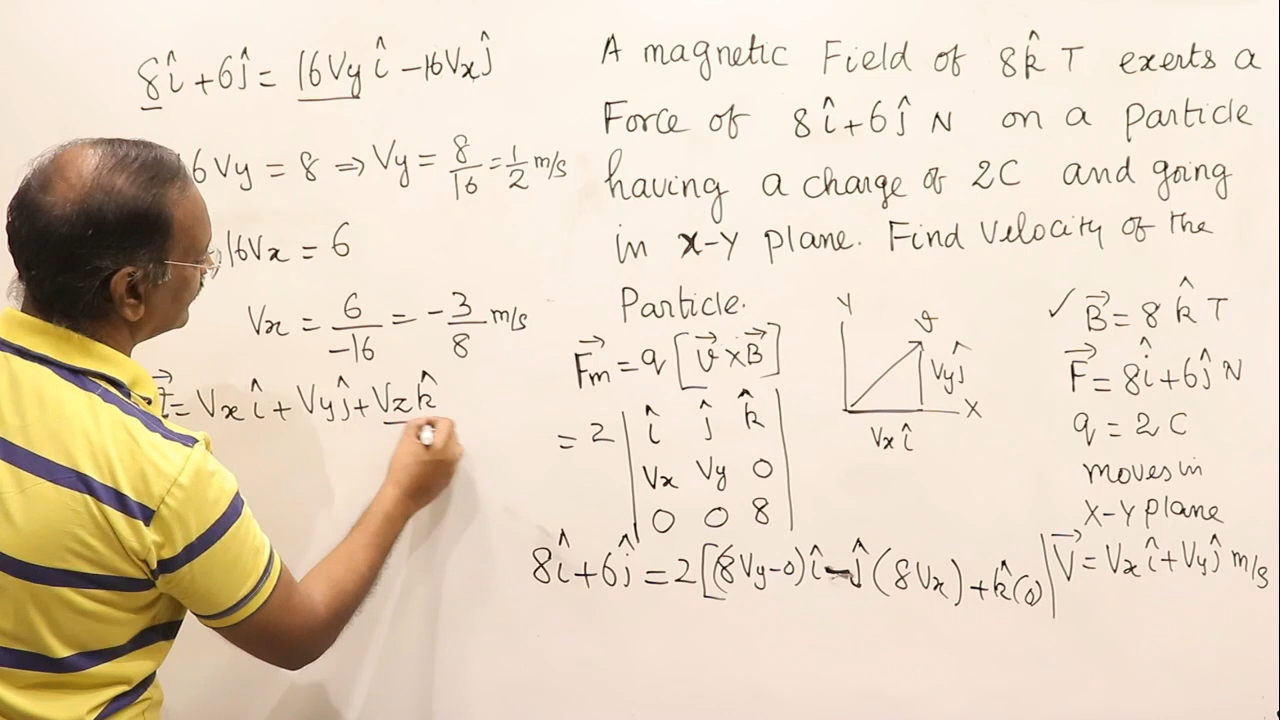 8î + 6ĵ = 16Vy î - 16Vx ĵ
6Vy = 8 ⇒ Vy = 8/16 = 1/2 m/s
16Vx = 6
Vx = 6/-16 = -3/8 m/s
= Vx î + Vy ĵ + Vz k̂
A magnetic Field of 8k̂ T exerts a
Force of 8î + 6ĵ N on a particle
having a charge of 2C and going
in X-Y plane. Find Velocity of the
Particle.
F⃗m = q [v⃗ × B⃗]
= 2 | î ĵ k̂
Vx Vy 0
0 0 8 |
8î + 6ĵ = 2[(8Vy - 0)î - ĵ(8Vx) + k̂(0)
Y
v
Vy ĵ
X
Vx î
✓ B⃗ = 8 k̂ T
F⃗ = 8î + 6ĵ N
q = 2 C
moves in
X-Y plane
V⃗ = Vx î + Vy ĵ m/s